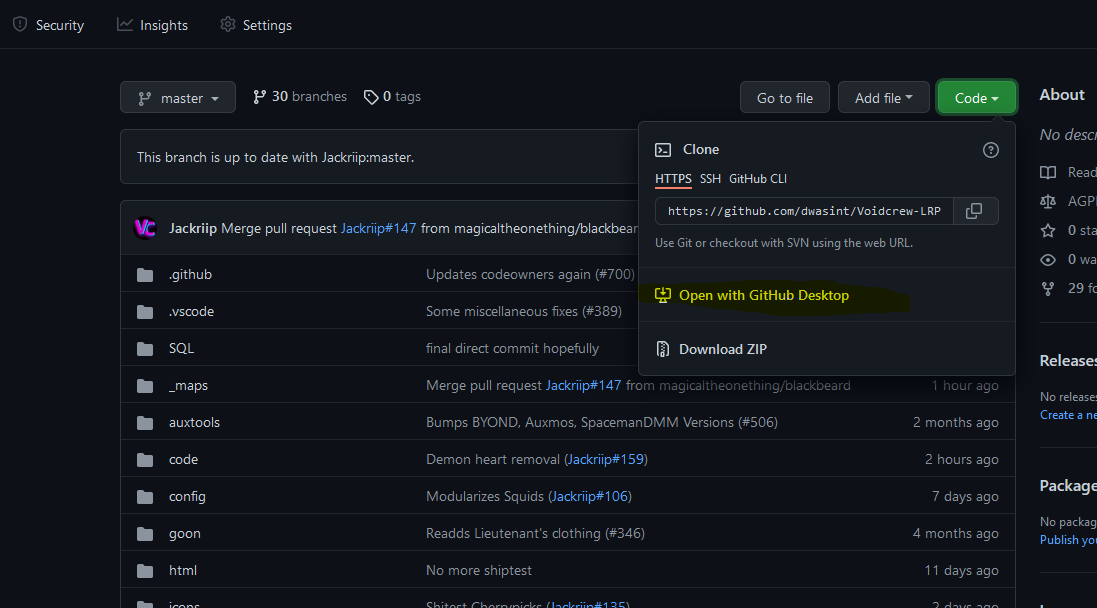 Security Insights Settings
master 30 branches 0 tags Go to file Add file Code About
This branch is up to date with Jackriip:master.
Clone
HTTPS SSH GitHub CLI
https://github.com/dwasint/Voidcrew-LRP
Use Git or checkout with SVN using the web URL.
Open with GitHub Desktop
Download ZIP
VC Jackriip Merge pull request Jackriip#147 from magicaltheonething/blackbear
.github Updates codeowners again (#700)
.vscode Some miscellaneous fixes (#389)
SQL final direct commit hopefully
_maps Merge pull request Jackriip#147 from magicaltheonething/blackbeard 1 hour ago
auxtools Bumps BYOND, Auxmos, SpacemanDMM Versions (#506) 2 months ago
code Demon heart removal (Jackriip#159) 2 hours ago
config Modularizes Squids (Jackriip#106) 7 days ago
goon Readds Lieutenant's clothing (#346) 4 months ago
html No more shiptest 11 days ago
icons Shitest Cherrypicks (Jackriip#135) 2 days ago
No descr
Read
AGP
0 sta
0 wa
29 fo
Releases
No releases
Create a ne
Package
No packag
Publish you